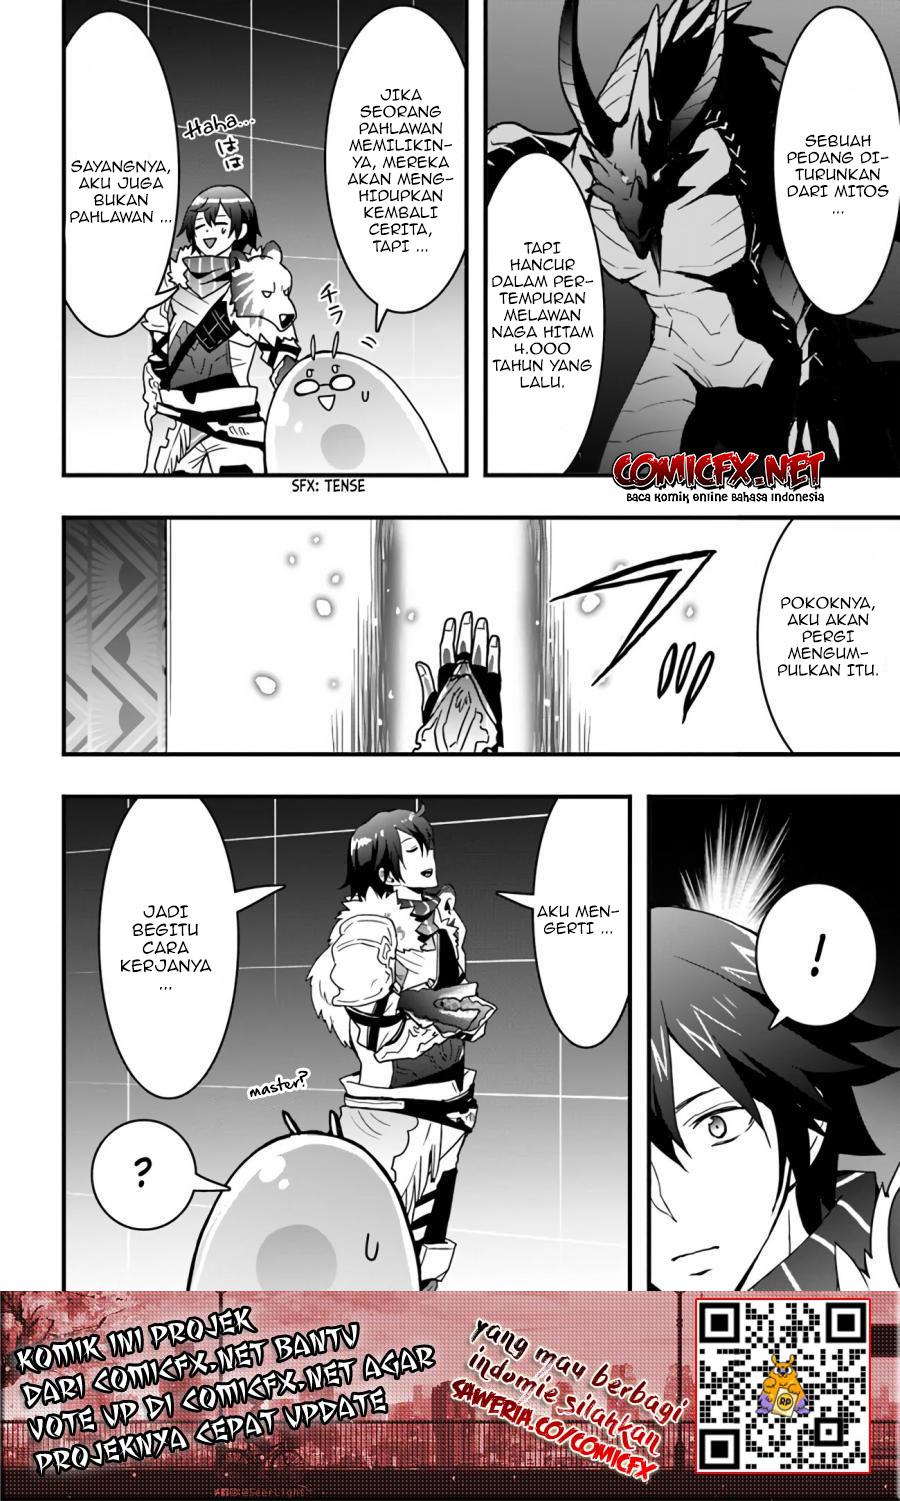 SEBUAH
PEDANG DI-
TURUNKAN
DARI MITOS
...
TAPI
HANCUR
DALAM PER-
TEMPURAN
MELAWAN
NAGA HITAM
4.000
TAHUN YANG
LALU.
JIKA
SEORANG
PAHLAWAN
MEMILIKIN-
YA, MEREKA
AKAN MENG-
HIDUPKAN
KEMBALI
CERITA,
TAPI ...
Haha...
はは
SAYANGNYA,
AKU JUGA
BUKAN
PAHLAWAN ...
チラ
SFX: TENSE
COMICFX.NET
Baca Komik Online Bahasa Indonesia
POKOKNYA,
AKU AKAN
PERGI
MENGUM-
PULKAN ITU.
!
AKU MEN-
GERTI ...
JADI
BEGITU
CARA
KERJANYA
...
master?
?
KOMIK INI PROJEK
DARI COMICFX.NET BANTU
VOTE UP DI COMICFX.NET AGAR
PROJEKNYA CEPAT UPDATE
yang mau berbagi
indomie silahkan
SAWERIA.CO/COMICFX
RP
@SeerLight